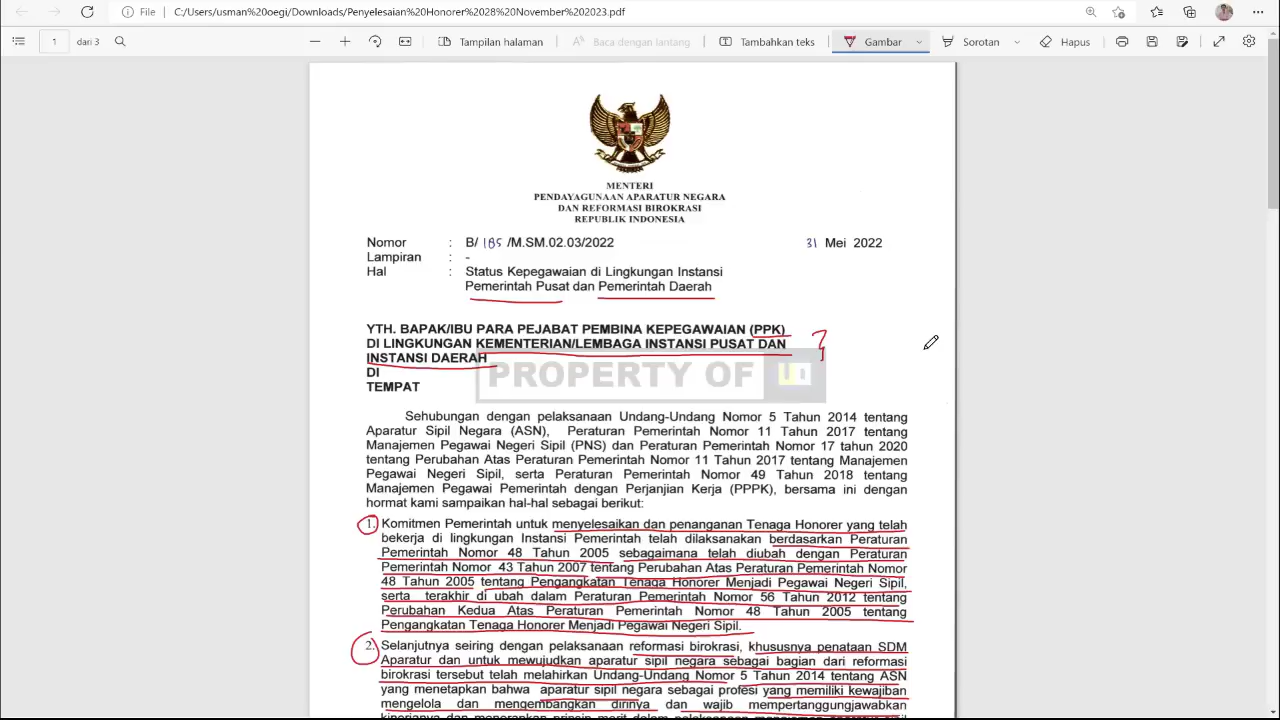 File
C:/Users/usman%20oegi/Downloads/Penyelesaian%20Honorer%2028%20November%202023.pdf
1 dari 3
Tampilan halaman
Baca dengan lantang
Tambahkan teks
Gambar
Sorotan
Hapus
MENTERI
PENDAYAGUNAAN APARATUR NEGARA
DAN REFORMASI BIROKRASI
REPUBLIK INDONESIA
Nomor : B/ 185 /M.SM.02.03/2022 31 Mei 2022
Lampiran : -
Hal : Status Kepegawaian di Lingkungan Instansi
Pemerintah Pusat dan Pemerintah Daerah
YTH. BAPAK/IBU PARA PEJABAT PEMBINA KEPEGAWAIAN (PPK)
DI LINGKUNGAN KEMENTERIAN/LEMBAGA INSTANSI PUSAT DAN
INSTANSI DAERAH
DI
TEMPAT
PROPERTY OF UO
Sehubungan dengan pelaksanaan Undang-Undang Nomor 5 Tahun 2014 tentang
Aparatur Sipil Negara (ASN), Peraturan Pemerintah Nomor 11 Tahun 2017 tentang
Manajemen Pegawai Negeri Sipil (PNS) dan Peraturan Pemerintah Nomor 17 tahun 2020
tentang Perubahan Atas Peraturan Pemerintah Nomor 11 Tahun 2017 tentang Manajemen
Pegawai Negeri Sipil, serta Peraturan Pemerintah Nomor 49 Tahun 2018 tentang
Manajemen Pegawai Pemerintah dengan Perjanjian Kerja (PPPK), bersama ini dengan
hormat kami sampaikan hal-hal sebagai berikut:
1. Komitmen Pemerintah untuk menyelesaikan dan penanganan Tenaga Honorer yang telah
bekerja di lingkungan Instansi Pemerintah telah dilaksanakan berdasarkan Peraturan
Pemerintah Nomor 48 Tahun 2005 sebagaimana telah diubah dengan Peraturan
Pemerintah Nomor 43 Tahun 2007 tentang Perubahan Atas Peraturan Pemerintah Nomor
48 Tahun 2005 tentang Pengangkatan Tenaga Honorer Menjadi Pegawai Negeri Sipil,
serta terakhir di ubah dalam Peraturan Pemerintah Nomor 56 Tahun 2012 tentang
Perubahan Kedua Atas Peraturan Pemerintah Nomor 48 Tahun 2005 tentang
Pengangkatan Tenaga Honorer Menjadi Pegawai Negeri Sipil.
2. Selanjutnya seiring dengan pelaksanaan reformasi birokrasi, khususnya penataan SDM
Aparatur dan untuk mewujudkan aparatur sipil negara sebagai bagian dari reformasi
birokrasi tersebut telah melahirkan Undang-Undang Nomor 5 Tahun 2014 tentang ASN
yang menetapkan bahwa aparatur sipil negara sebagai profesi yang memiliki kewajiban
mengelola dan mengembangkan dirinya dan wajib mempertanggungjawabkan
kinerjanya dan menerapkan prinsip merit dalam pelaksanaan manajemen aparatur sipil